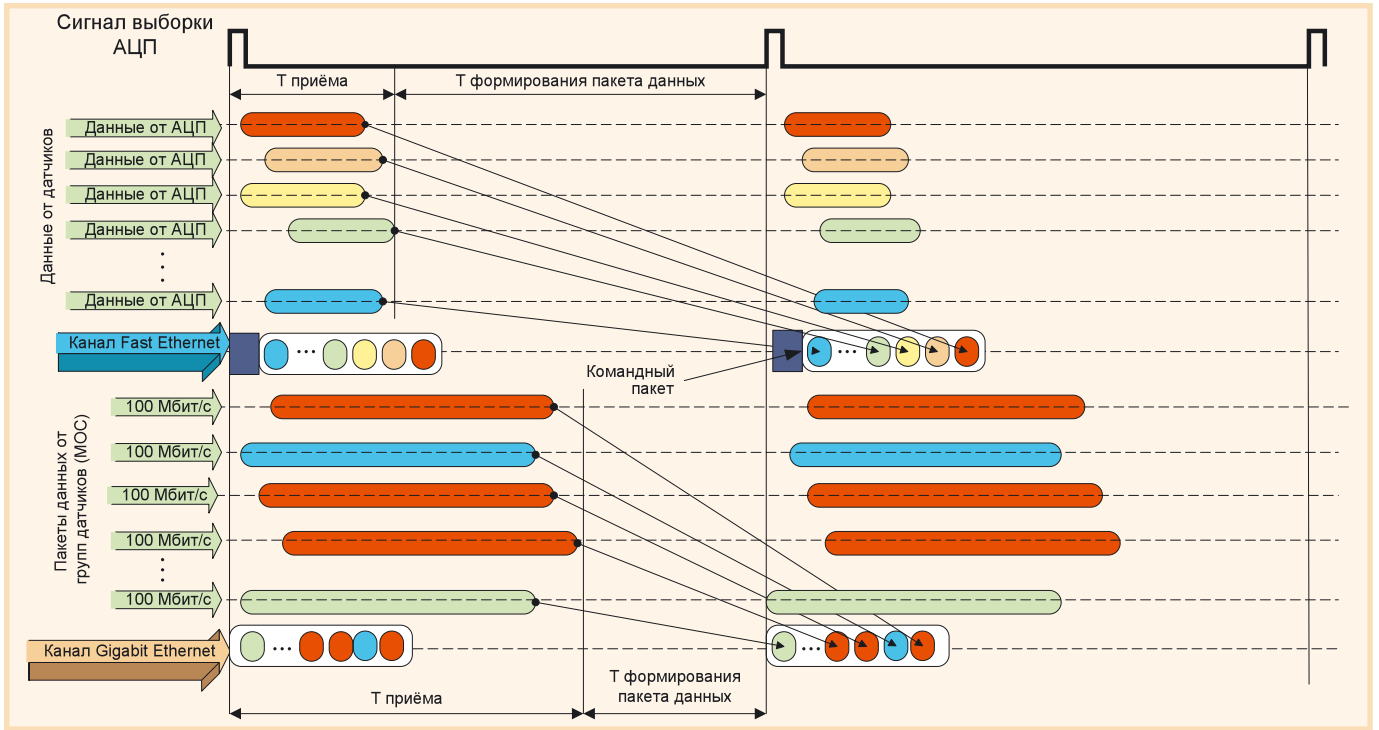 Сигнал выборки
АЦП
Т приёма
Т формирования пакета данных
Данные от датчиков
Данные от АЦП
Данные от АЦП
Данные от АЦП
Данные от АЦП
Данные от АЦП
Канал Fast Ethernet
Командный
пакет
Пакеты данных от
групп датчиков (МОС)
100 Мбит/с
100 Мбит/с
100 Мбит/с
100 Мбит/с
100 Мбит/с
Канал Gigabit Ethernet
Т приёма
Т формирования
пакета данных